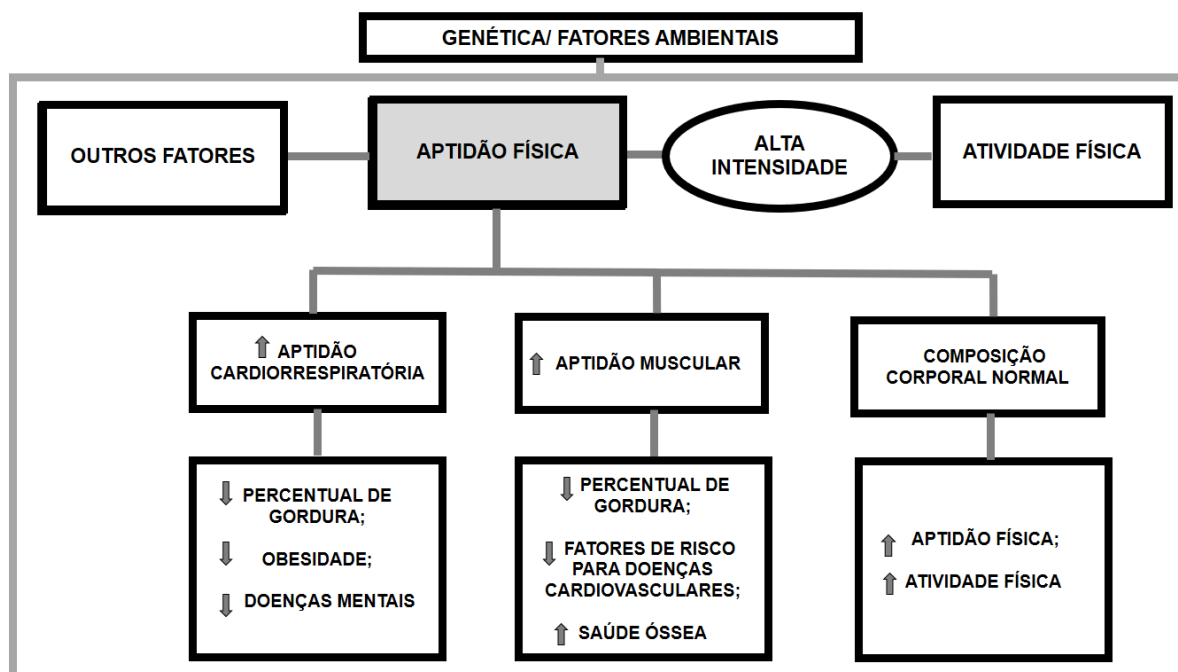 GENÉTICA/ FATORES AMBIENTAIS
OUTROS FATORES
APTIDÃO FÍSICA
ALTA
INTENSIDADE
ATIVIDADE FÍSICA
APTIDÃO
CARDIORRESPIRATÓRIA
APTIDÃO MUSCULAR
COMPOSIÇÃO
CORPORAL NORMAL
PERCENTUAL DE
GORDURA;
OBESIDADE;
DOENÇAS MENTAIS
PERCENTUAL DE
GORDURA;
FATORES DE RISCO
PARA DOENÇAS
CARDIOVASCULARES;
SAÚDE ÓSSEA
APTIDÃO FÍSICA;
ATIVIDADE FÍSICA